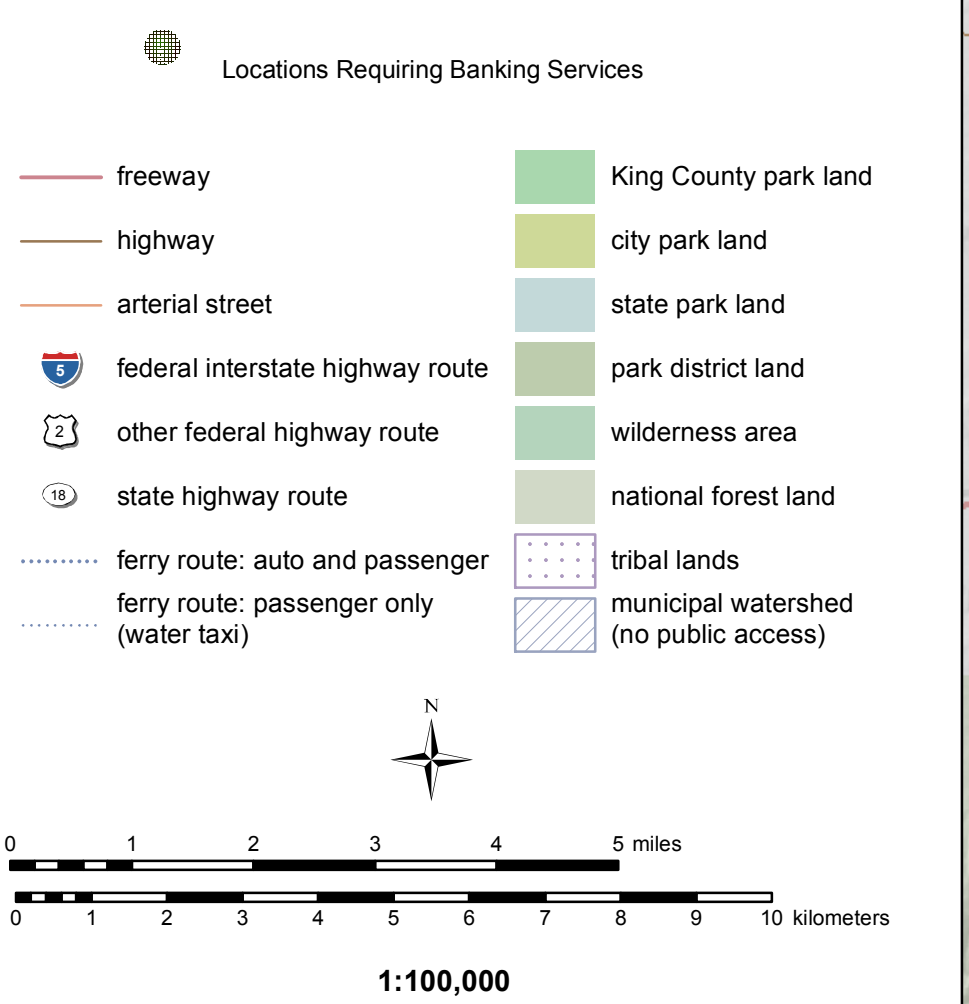 Locations Requiring Banking Services
freeway
highway
arterial street
5
federal interstate highway route
2
other federal highway route
18
state highway route
ferry route: auto and passenger
ferry route: passenger only
(water taxi)
King County park land
city park land
state park land
park district land
wilderness area
national forest land
tribal lands
municipal watershed
(no public access)
N
0 1 2 3 4 5 miles
0 1 2 3 4 5 6 7 8 9 10 kilometers
1:100,000